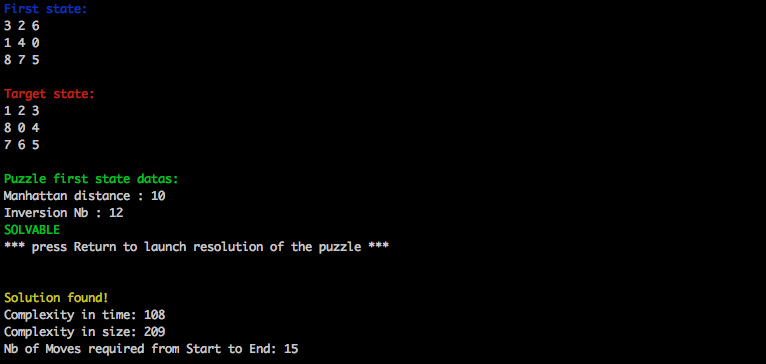 First state:
3 2 6
1 4 0
8 7 5
Target state:
1 2 3
8 0 4
7 6 5
Puzzle first state datas:
Manhattan distance : 10
Inversion Nb : 12
SOLVABLE
*** press Return to launch resolution of the puzzle ***
Solution found!
Complexity in time: 108
Complexity in size: 209
Nb of Moves required from Start to End: 15